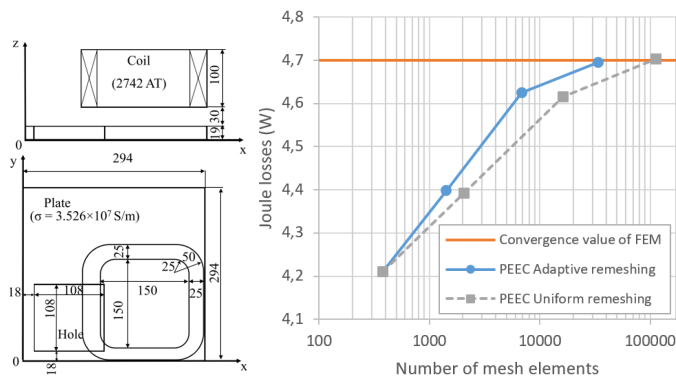 z
Coil
(2742 AT)
100
30
19
0
x
y
294
Plate
(σ = 3.526×10⁷ S/m)
25
50
25
294
18
108
150
25
108
150
Hole
0
18
x
4,8
4,7
4,6
4,5
4,4
4,3
4,2
4,1
Joule losses (W)
Convergence value of FEM
PEEC Adaptive remeshing
PEEC Uniform remeshing
100
1000
10000
100000
Number of mesh elements